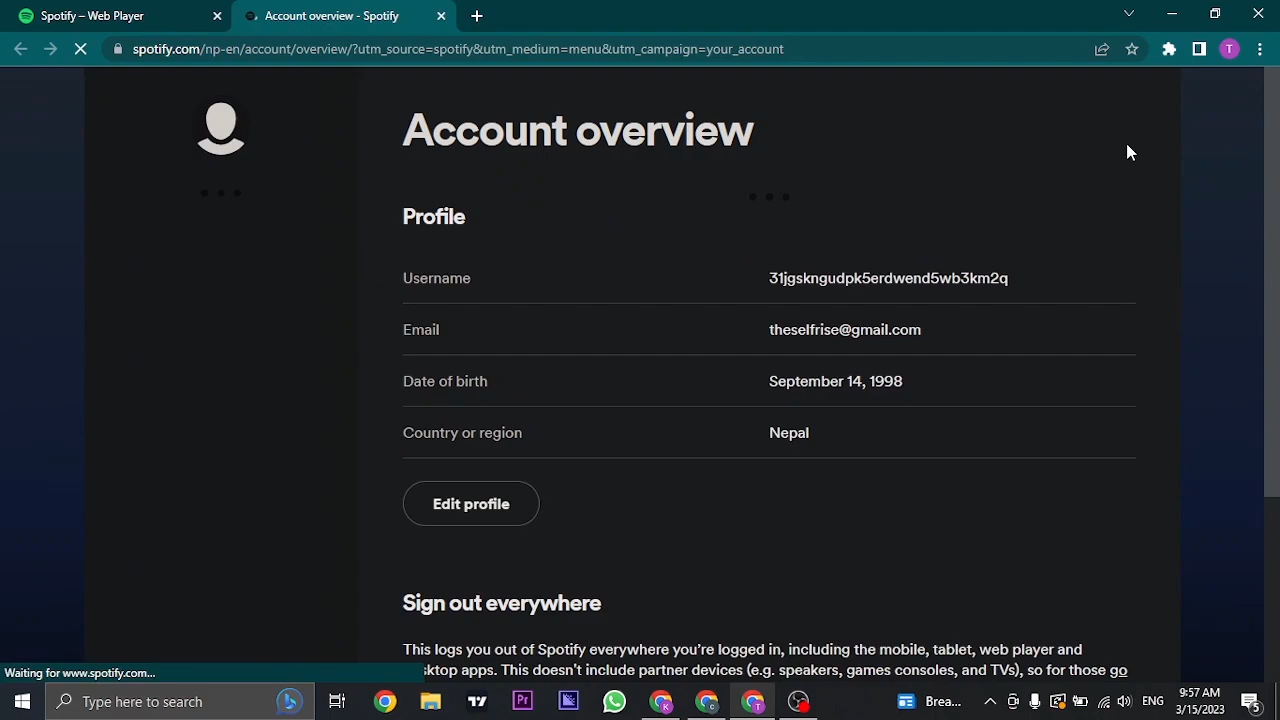 Spotify – Web Player
Account overview - Spotify
spotify.com/np-en/account/overview/?utm_source=spotify&utm_medium=menu&utm_campaign=your_account
T
Account overview
Profile
Username 31jgskngudpk5erdwend5wb3km2q
Email theselfrise@gmail.com
Date of birth September 14, 1998
Country or region Nepal
Edit profile
Sign out everywhere
This logs you out of Spotify everywhere you’re logged in, including the mobile, tablet, web player and
desktop apps. This doesn't include partner devices (e.g. speakers, games consoles, and TVs), so for those go
Waiting for www.spotify.com...
Type here to search
Pr
K
G
T
Brea...
ENG
9:57 AM
3/15/2023
5